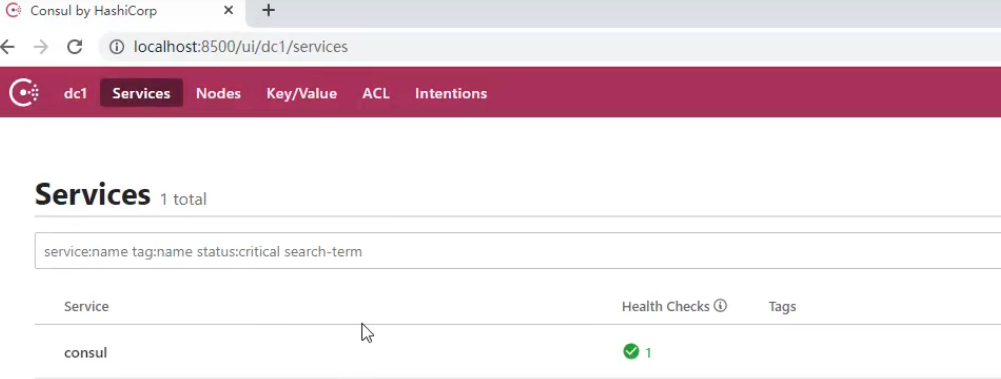 Consul by HashiCorp
localhost:8500/ui/dc1/services
dc1 Services Nodes Key/Value ACL Intentions
Services 1 total
service:name tag:name status:critical search-term
Service Health Checks Tags
consul 1